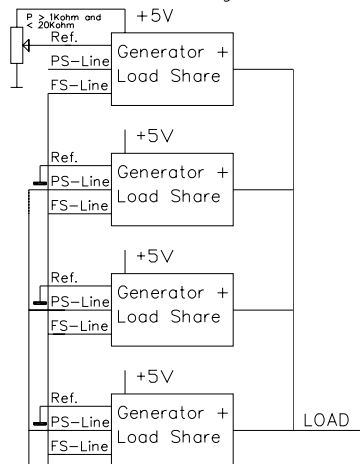 P > 1Kohm and
< 20Kohm
+5V
Ref.
PS-Line
FS-Line
Generator +
Load Share
+5V
Ref.
PS-Line
FS-Line
Generator +
Load Share
+5V
Ref.
PS-Line
FS-Line
Generator +
Load Share
+5V
Ref.
PS-Line
FS-Line
Generator +
Load Share
LOAD